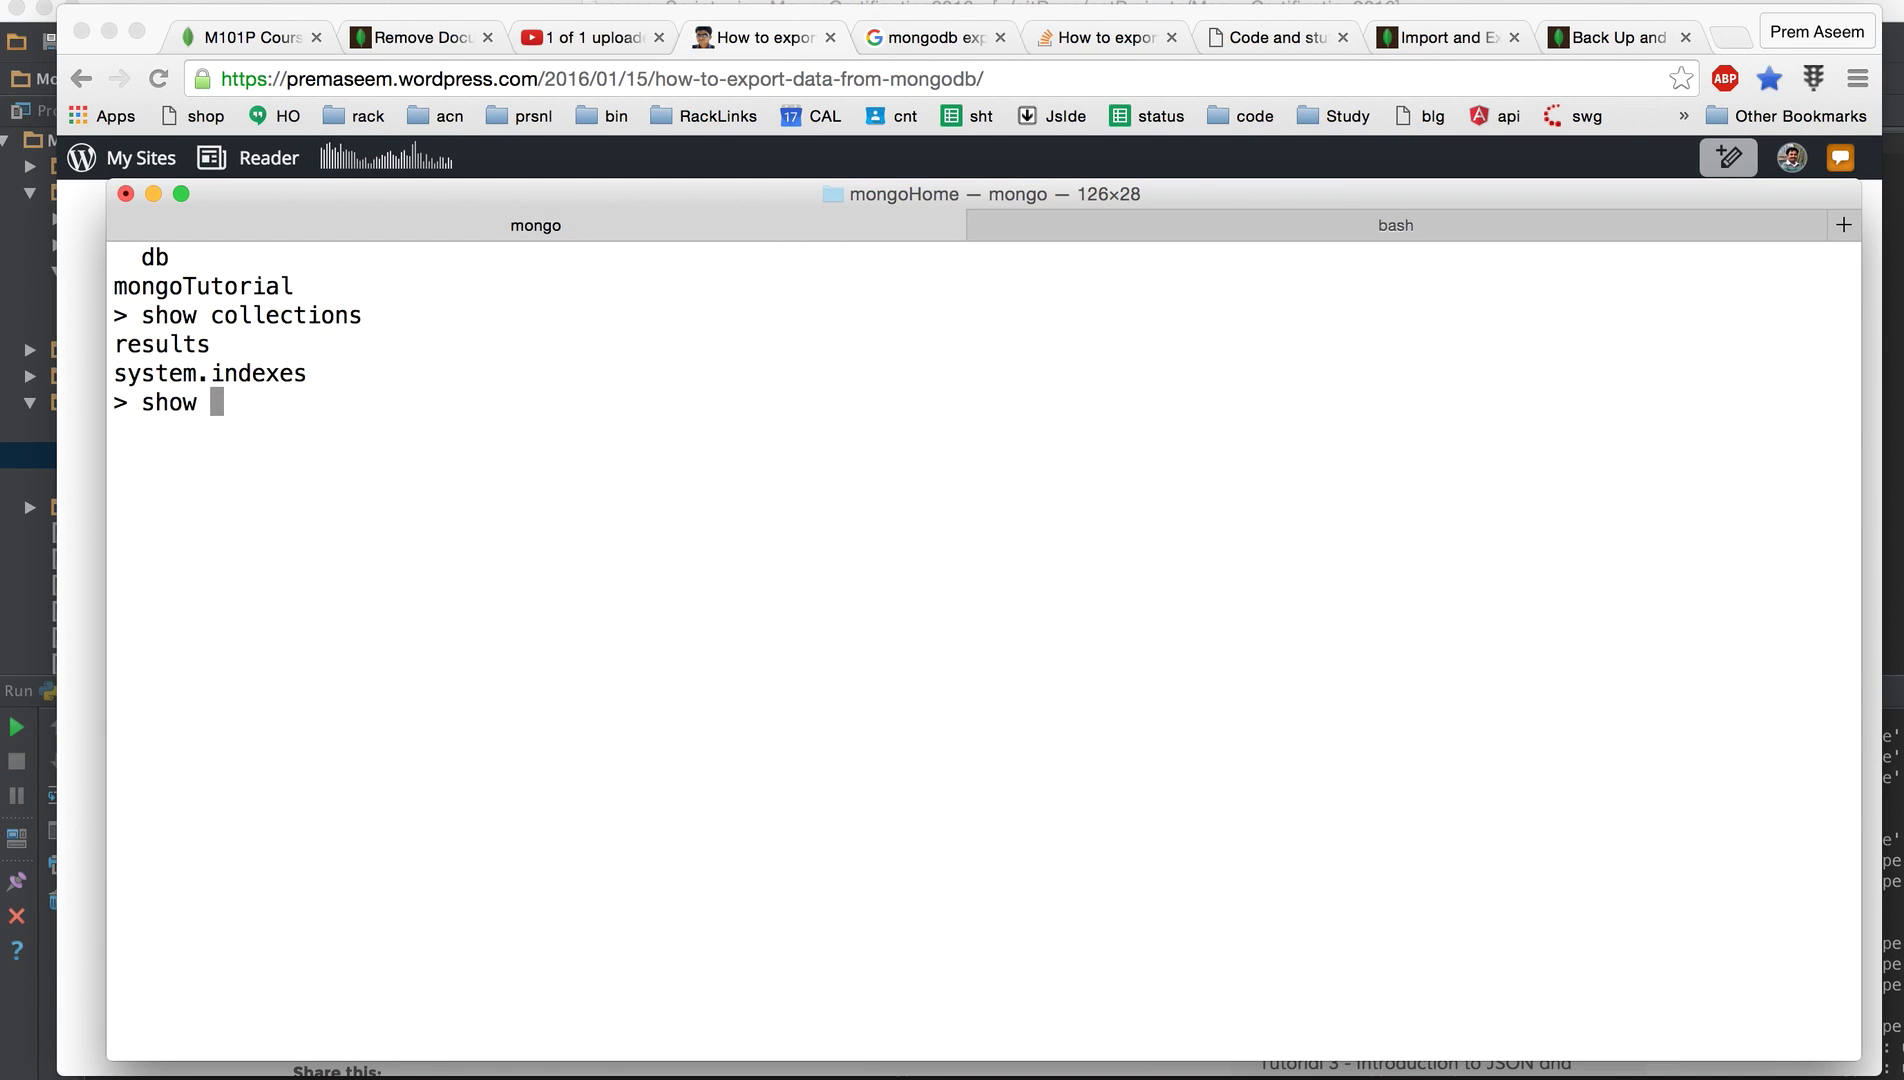 M101P Cours
Remove Docu
1 of 1 upload
How to expor
mongodb exp
How to expor
Code and stu
Import and Ex
Back Up and
Prem Aseem
https://premaseem.wordpress.com/2016/01/15/how-to-export-data-from-mongodb/
ABP
Apps
shop
HO
rack
acn
prsnl
bin
RackLinks
17 CAL
cnt
sht
JsIde
status
code
Study
blg
api
swg
»
Other Bookmarks
My Sites
Reader
mongoHome — mongo — 126×28
mongo
bash
db
mongoTutorial
> show collections
results
system.indexes
> show
Run
Share this:
Tutorial 3 - Introduction to JSON and